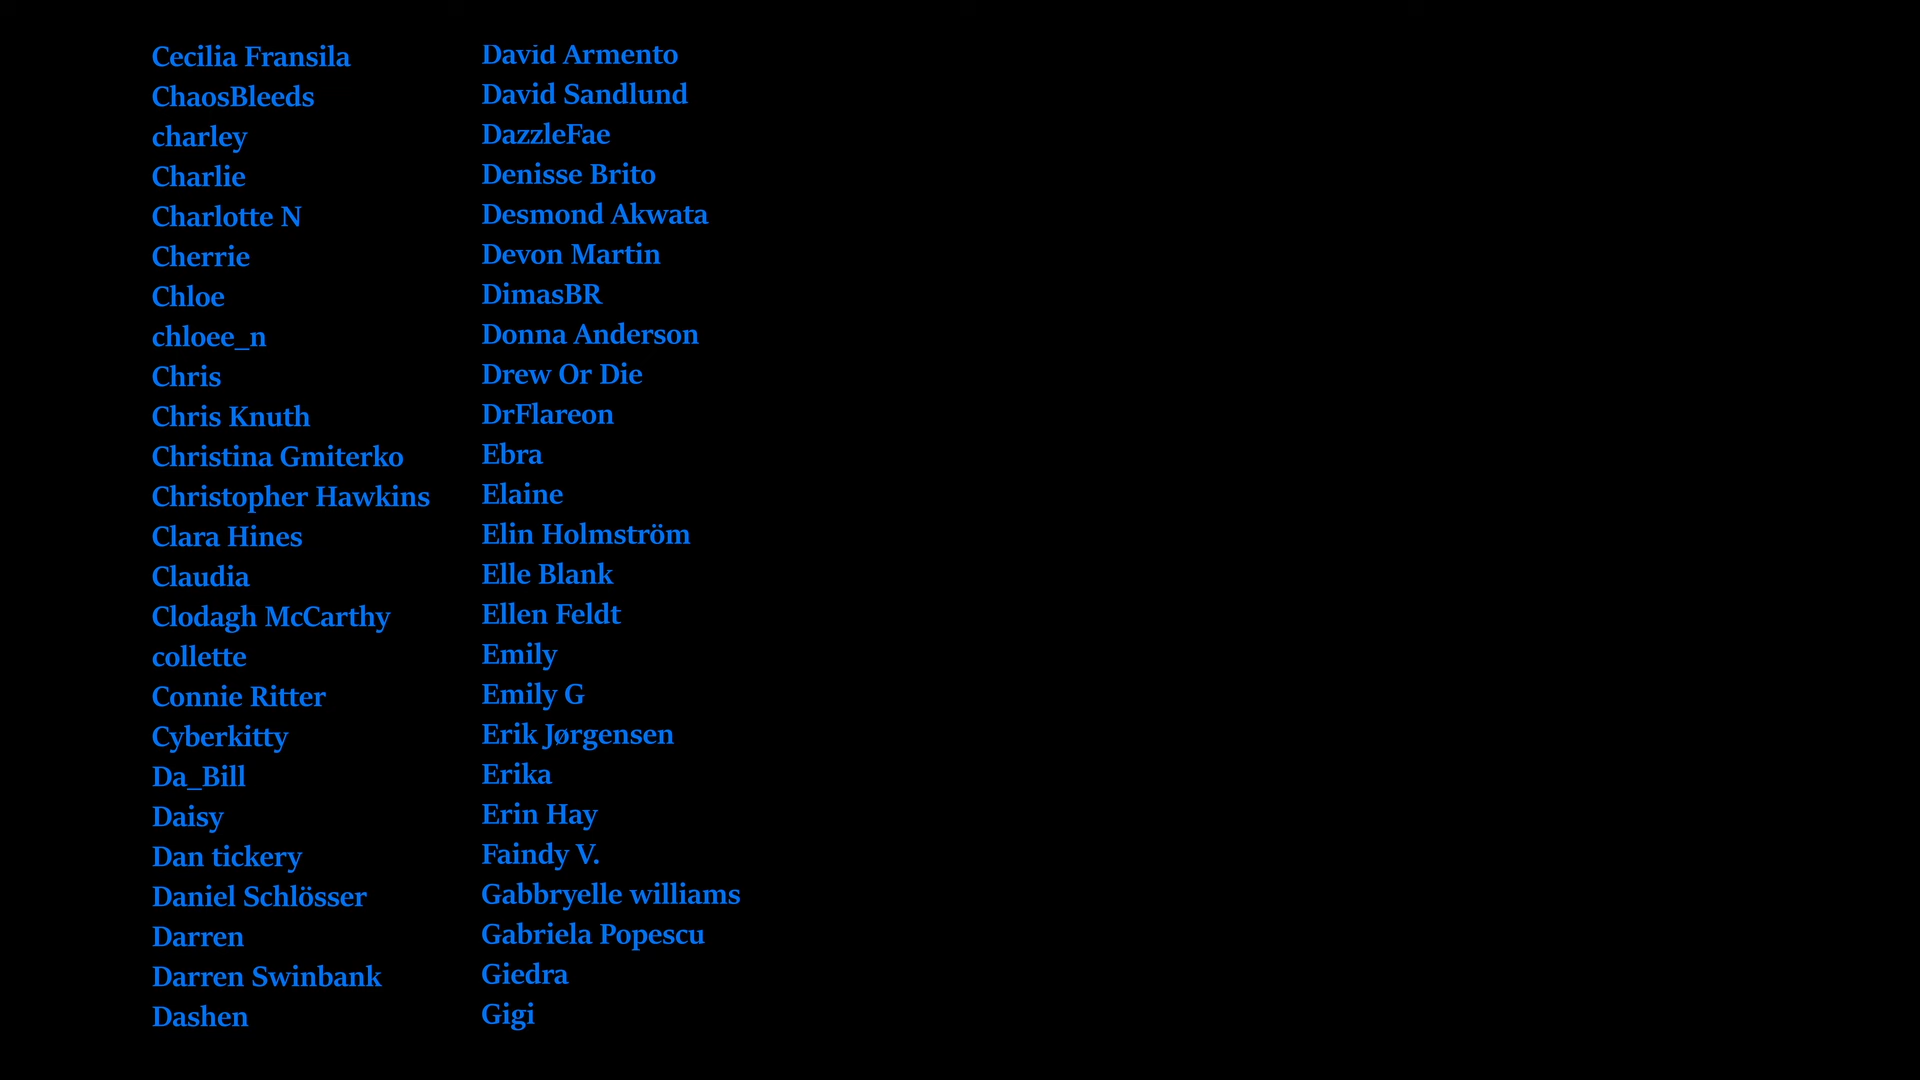 Cecilia Fransila
ChaosBleeds
charley
Charlie
Charlotte N
Cherrie
Chloe
chloee_n
Chris
Chris Knuth
Christina Gmiterko
Christopher Hawkins
Clara Hines
Claudia
Clodagh McCarthy
collette
Connie Ritter
Cyberkitty
Da_Bill
Daisy
Dan tickery
Daniel Schlösser
Darren
Darren Swinbank
Dashen
David Armento
David Sandlund
DazzleFae
Denisse Brito
Desmond Akwata
Devon Martin
DimasBR
Donna Anderson
Drew Or Die
DrFlareon
Ebra
Elaine
Elin Holmström
Elle Blank
Ellen Feldt
Emily
Emily G
Erik Jørgensen
Erika
Erin Hay
Faindy V.
Gabbryelle williams
Gabriela Popescu
Giedra
Gigi